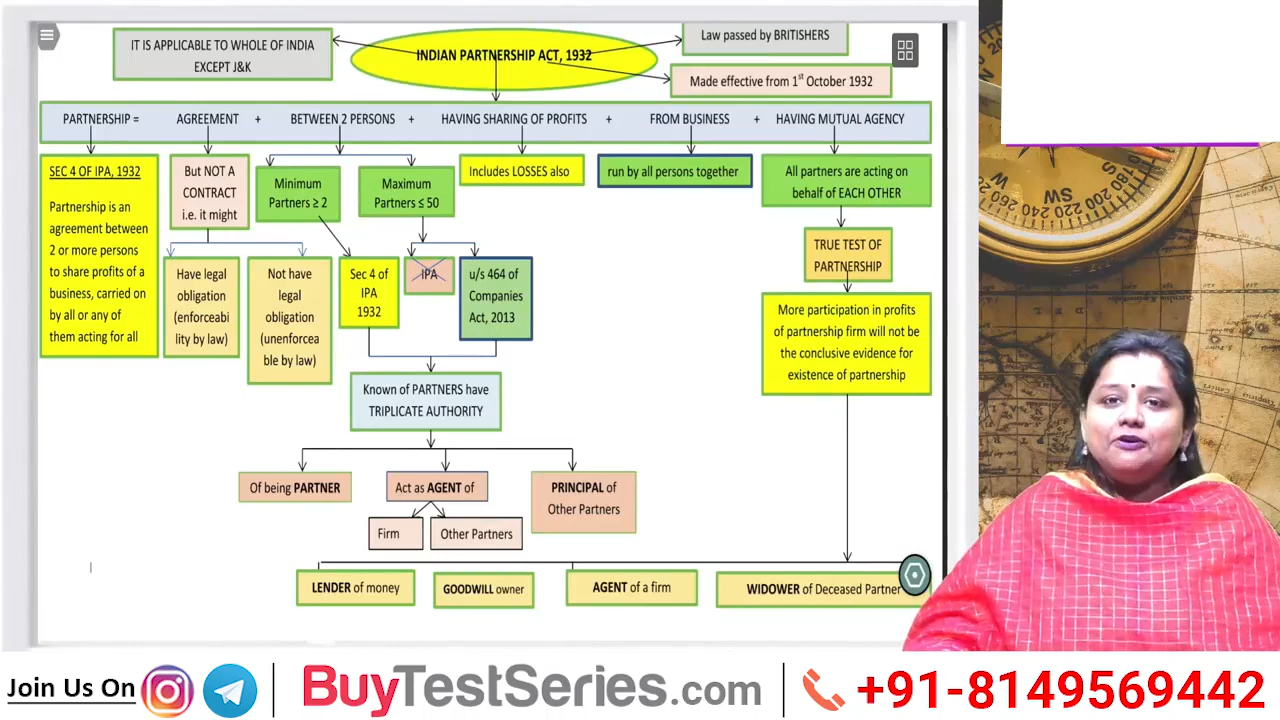 IT IS APPLICABLE TO WHOLE OF INDIA
EXCEPT J&K
INDIAN PARTNERSHIP ACT, 1932
Law passed by BRITISHERS
Made effective from 1st October 1932
PARTNERSHIP = AGREEMENT + BETWEEN 2 PERSONS + HAVING SHARING OF PROFITS + FROM BUSINESS + HAVING MUTUAL AGENCY
SEC 4 OF IPA, 1932
Partnership is an
agreement between
2 or more persons
to share profits of a
business, carried on
by all or any of
them acting for all
But NOT A
CONTRACT
i.e. it might
Have legal
obligation
(enforceabi
lity by law)
Not have
legal
obligation
(unenforcea
ble by law)
Minimum
Partners ≥ 2
Maximum
Partners ≤ 50
Sec 4 of
IPA
1932
IPA
u/s 464 of
Companies
Act, 2013
Includes LOSSES also
run by all persons together
All partners are acting on
behalf of EACH OTHER
TRUE TEST OF
PARTNERSHIP
More participation in profits
of partnership firm will not be
the conclusive evidence for
existence of partnership
Known of PARTNERS have
TRIPLICATE AUTHORITY
Of being PARTNER
Act as AGENT of
PRINCIPAL of
Other Partners
Firm
Other Partners
LENDER of money
GOODWILL owner
AGENT of a firm
WIDOWER of Deceased Partner
Join Us On
BuyTestSeries.com
+91-8149569442